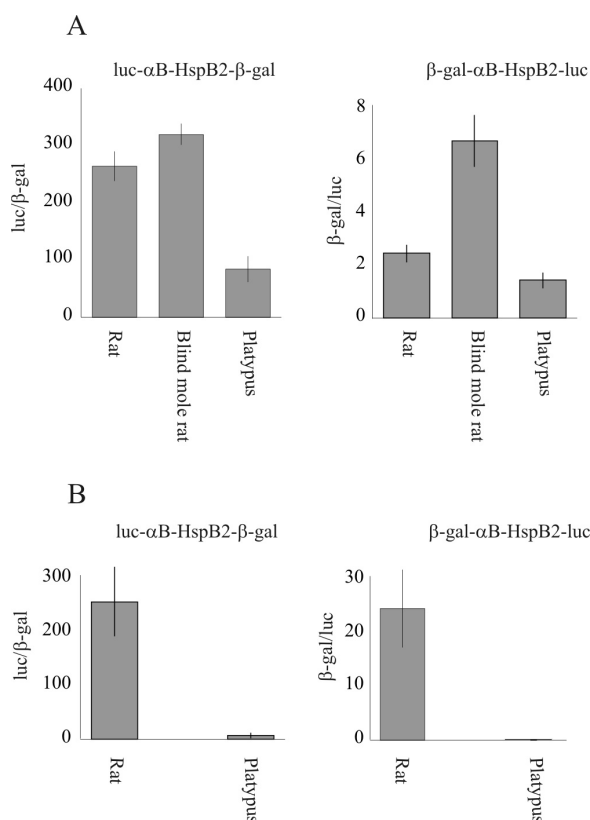 A
luc-αB-HspB2-β-gal
luc/β-gal
400
300
200
100
0
Rat
Blind mole rat
Platypus
β-gal-αB-HspB2-luc
β-gal/luc
8
6
4
2
0
Rat
Blind mole rat
Platypus
B
luc-αB-HspB2-β-gal
luc/β-gal
300
200
100
0
Rat
Platypus
β-gal-αB-HspB2-luc
β-gal/luc
30
20
10
0
Rat
Platypus